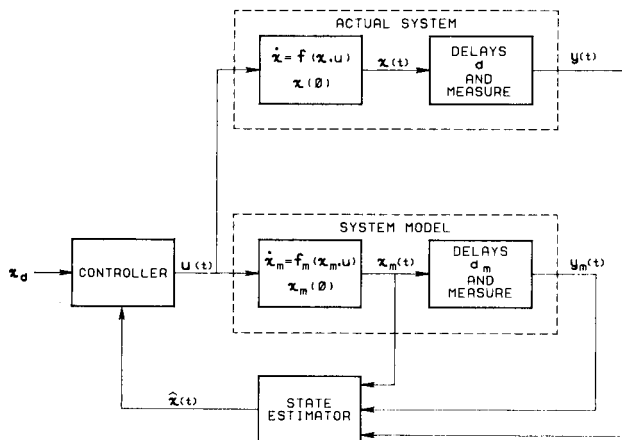 ACTUAL SYSTEM
ẋ = f(x,u)
x(0)
x(t)
DELAYS
d
AND
MEASURE
y(t)
SYSTEM MODEL
x_d
CONTROLLER
u(t)
ẋ_m = f_m(x_m,u)
x_m(0)
x_m(t)
DELAYS
d_m
AND
MEASURE
y_m(t)
x̂(t)
STATE
ESTIMATOR